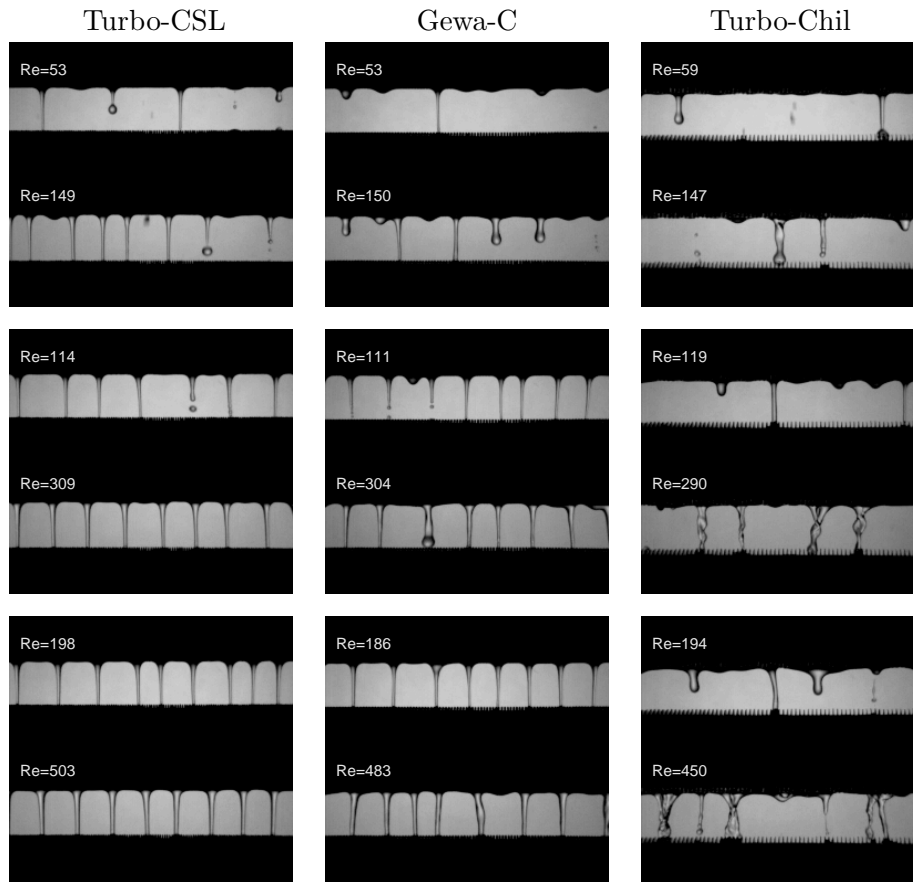 Turbo-CSL Gewa-C Turbo-Chil
Re=53 Re=53 Re=59
Re=149 Re=150 Re=147
Re=114 Re=111 Re=119
Re=309 Re=304 Re=290
Re=198 Re=186 Re=194
Re=503 Re=483 Re=450